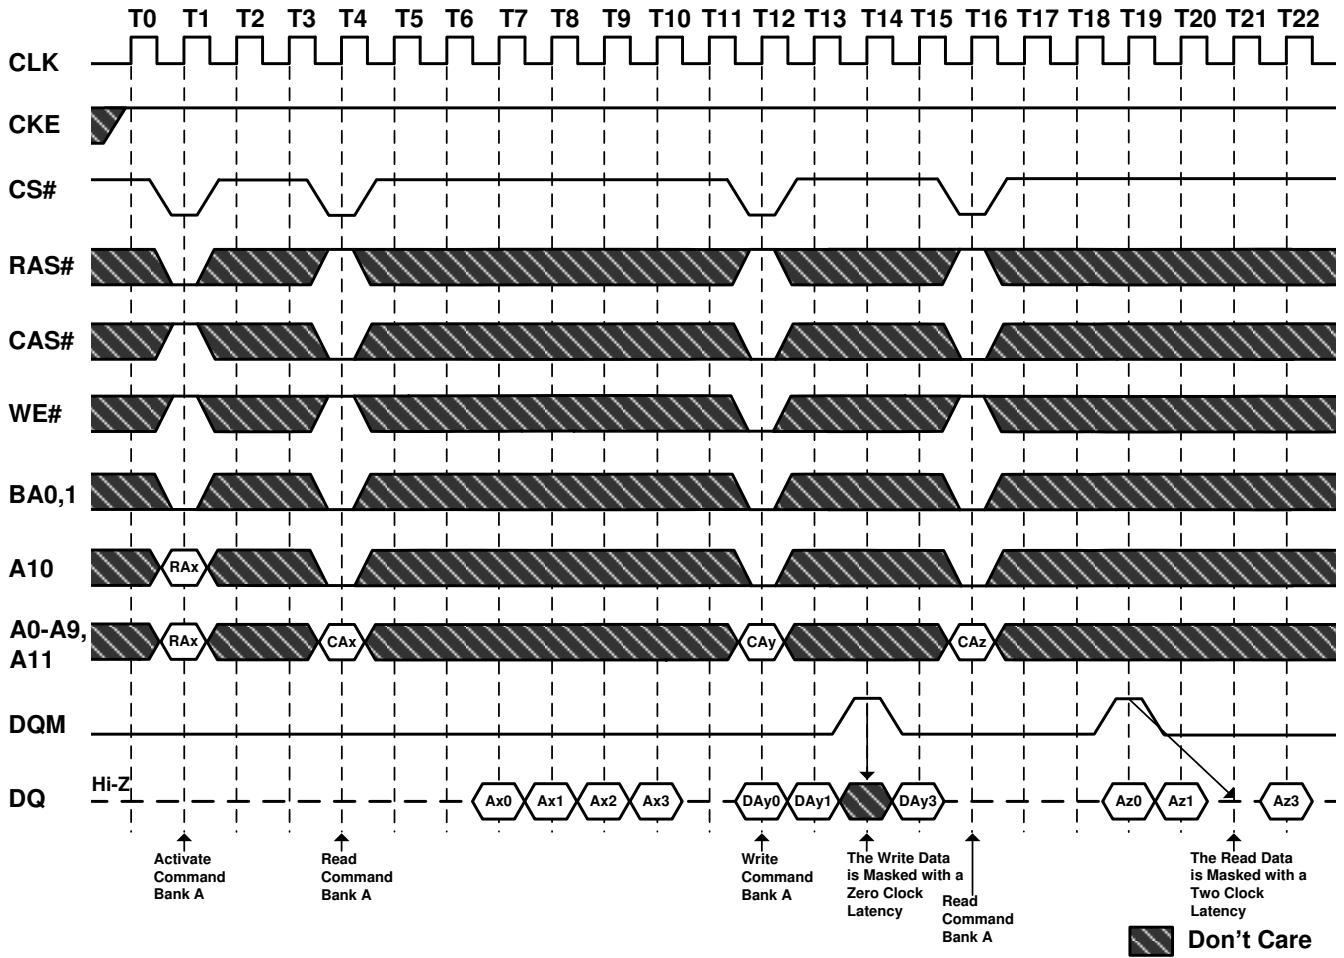 T0 T1 T2 T3 T4 T5 T6 T7 T8 T9 T10 T11 T12 T13 T14 T15 T16 T17 T18 T19 T20 T21 T22
CLK
CKE
CS#
RAS#
CAS#
WE#
BA0,1
A10 RAx
A0-A9,
A11
RAx CAx CAy CAz
DQM
Hi-Z
DQ Ax0 Ax1 Ax2 Ax3 DAy0 DAy1 DAy3 Az0 Az1 Az3
Activate
Command
Bank A
Read
Command
Bank A
Write
Command
Bank A
The Write Data
is Masked with a
Zero Clock
Latency
Read
Command
Bank A
The Read Data
is Masked with a
Two Clock
Latency
Don't Care